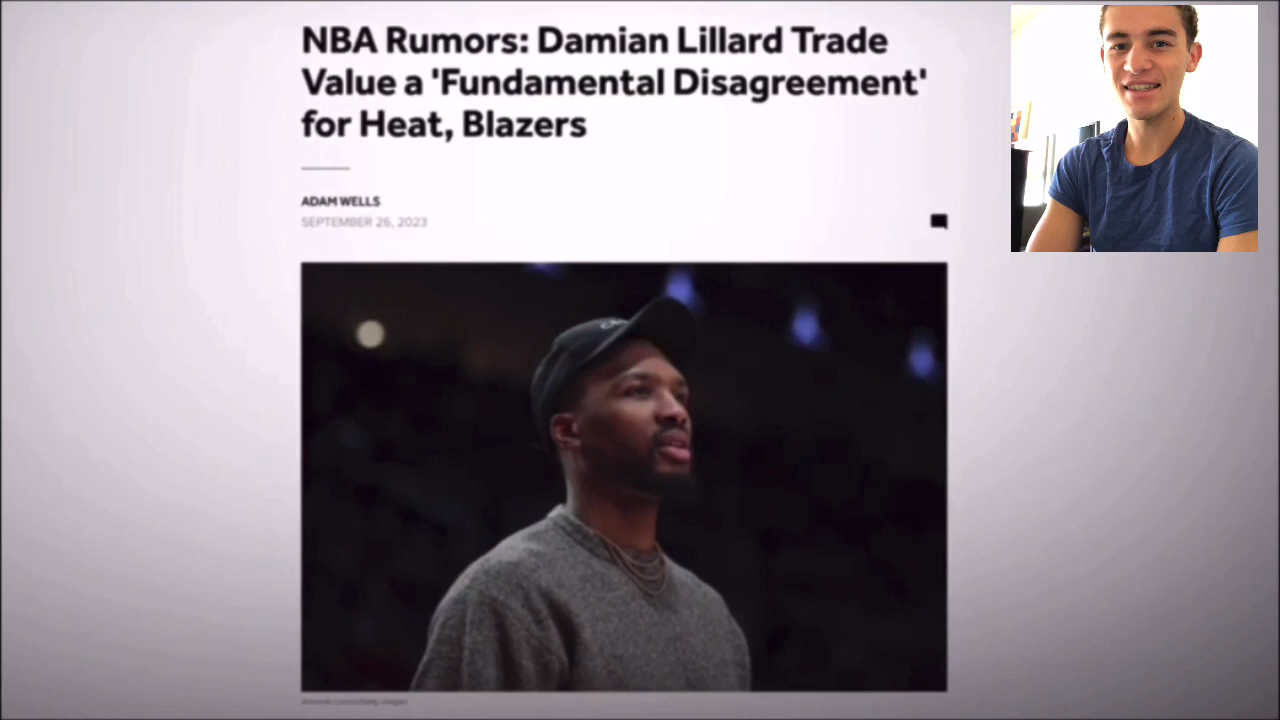 NBA Rumors: Damian Lillard Trade
Value a 'Fundamental Disagreement'
for Heat, Blazers
ADAM WELLS
SEPTEMBER 26, 2023